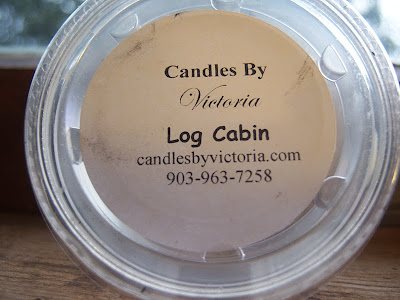 Candles By
Victoria
Log Cabin
candlesbyvictoria.com
903-963-7258